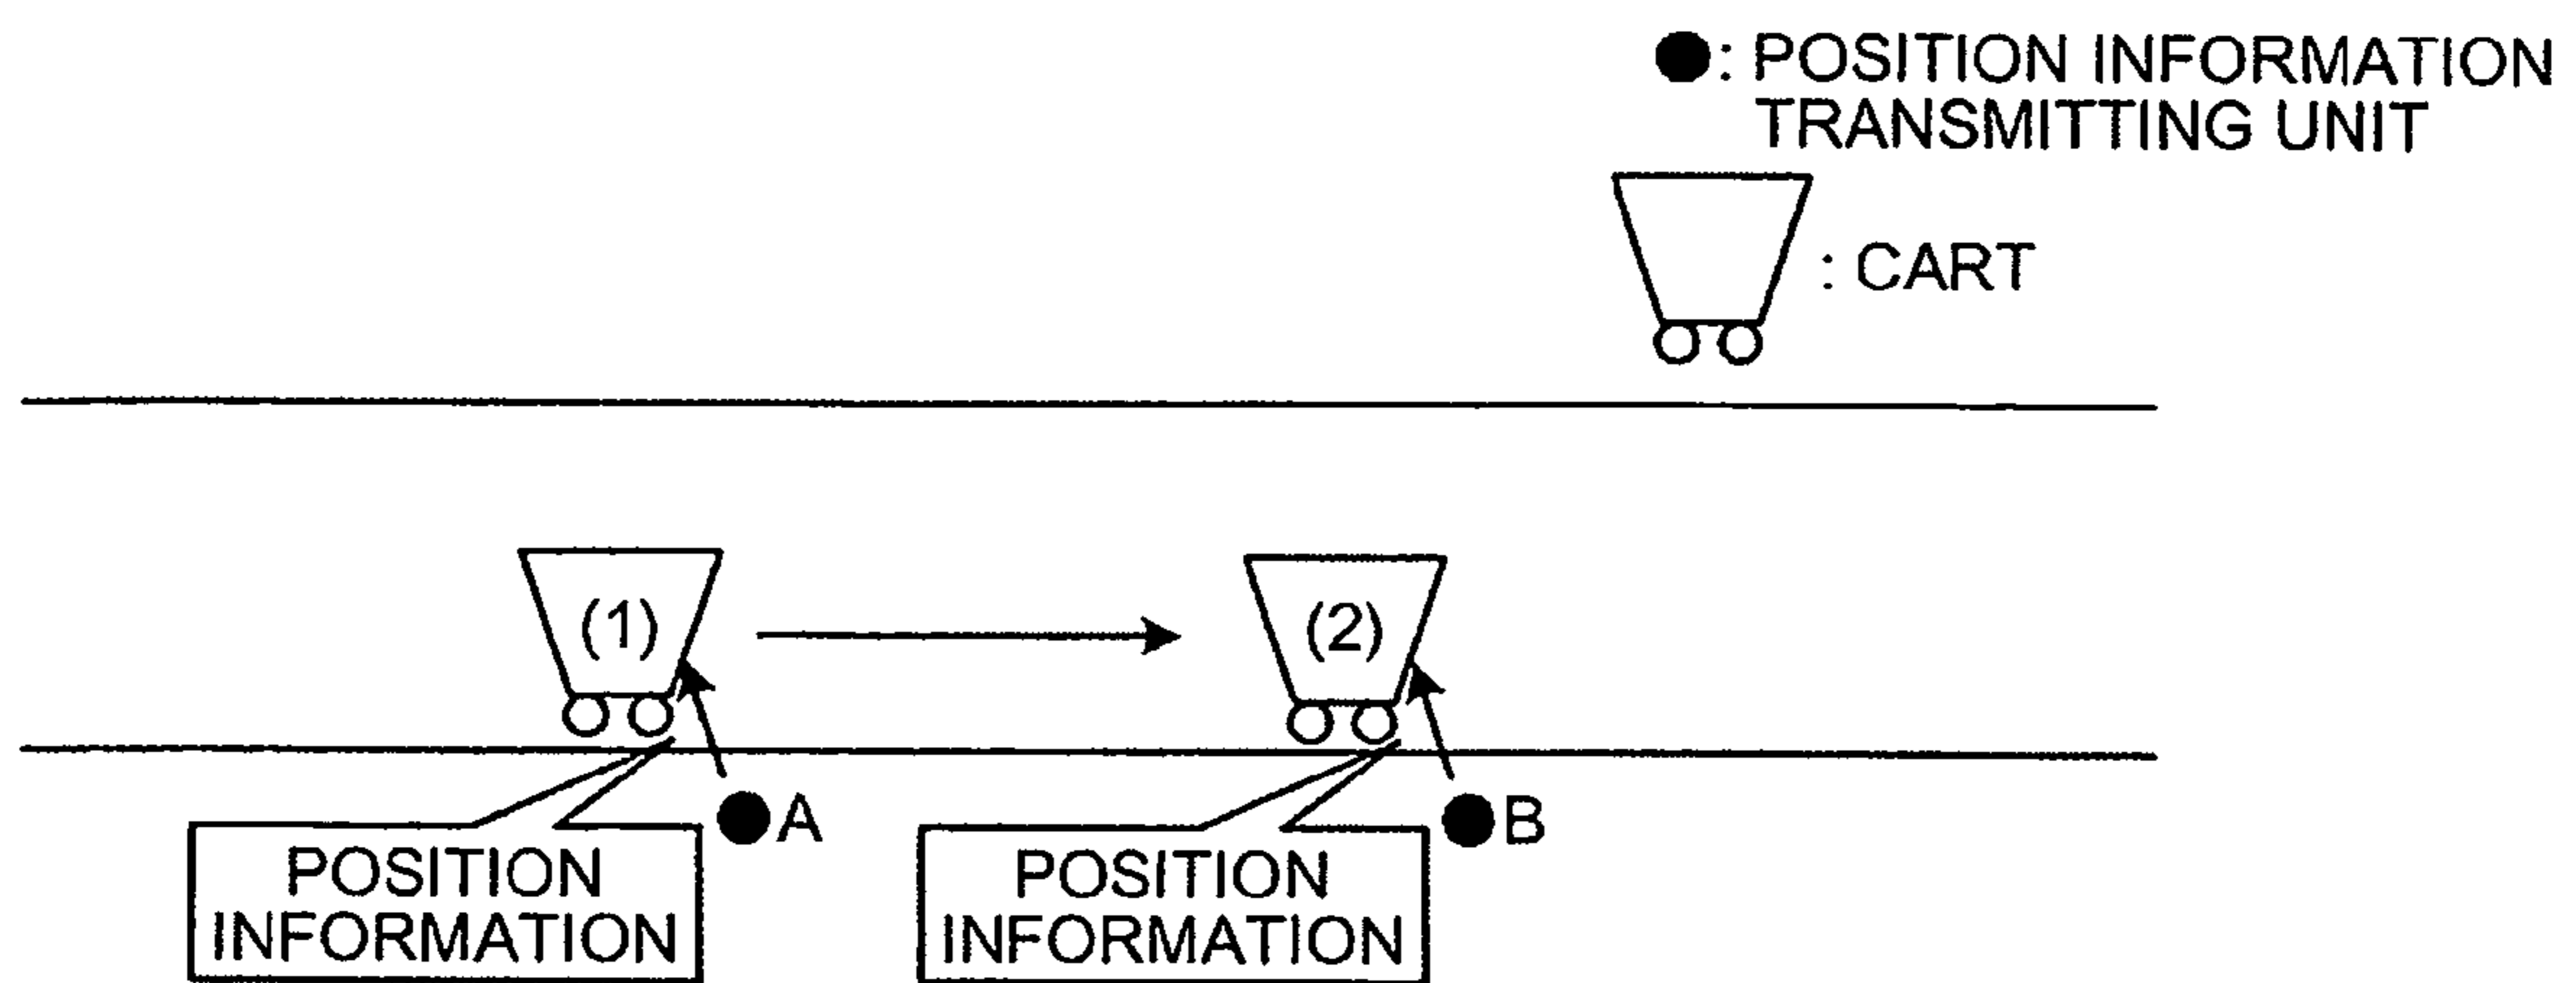 ●: POSITION INFORMATION
TRANSMITTING UNIT
: CART
(1)
(2)
A
B
POSITION
INFORMATION
POSITION
INFORMATION